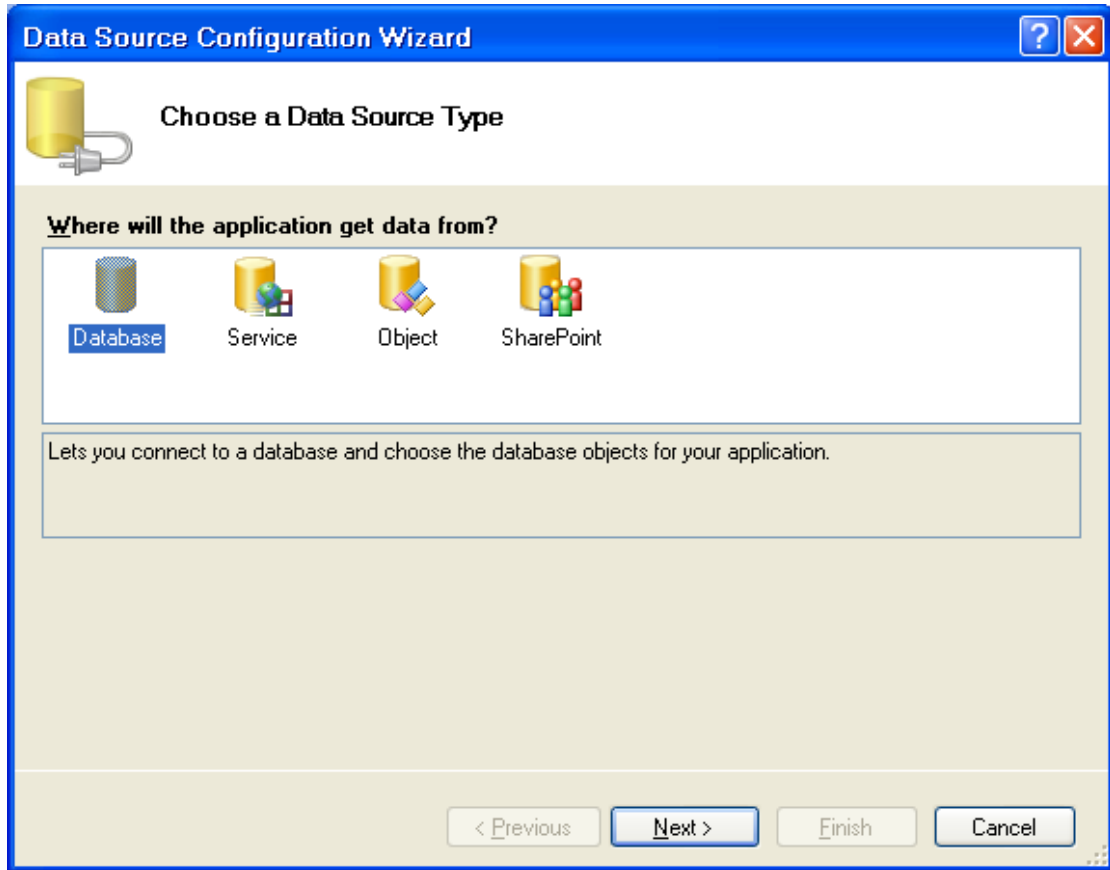 Data Source Configuration Wizard
Choose a Data Source Type
Where will the application get data from?
Database Service Object SharePoint
Lets you connect to a database and choose the database objects for your application.
< Previous Next > Finish Cancel